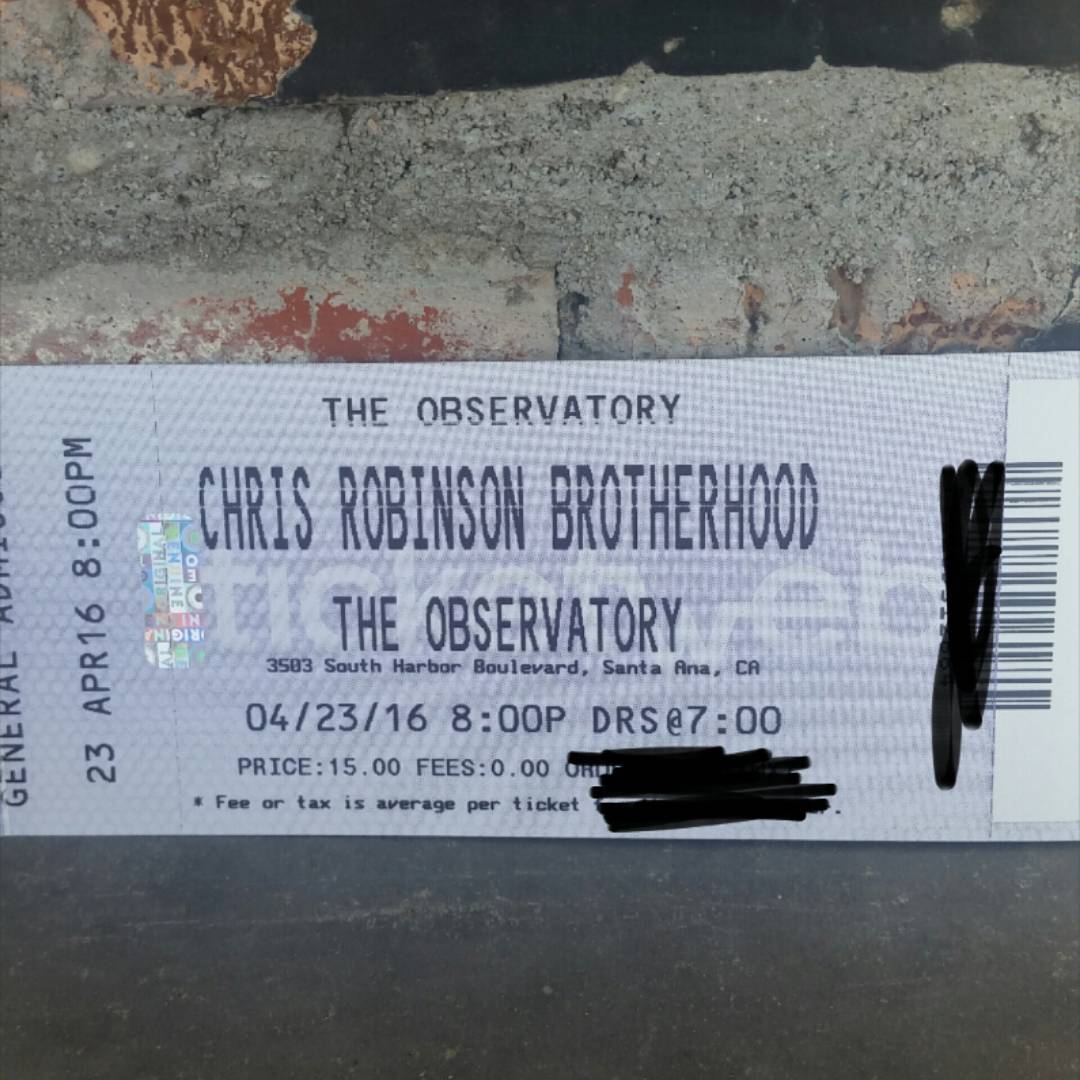 THE OBSERVATORY
CHRIS ROBINSON BROTHERHOOD
THE OBSERVATORY
3503 South Harbor Boulevard, Santa Ana, CA
04/23/16 8:00P DRS@7:00
PRICE:15.00 FEES:0.00
* Fee or tax is average per ticket
23 APR16 8:00PM
GENERAL
ticketweb